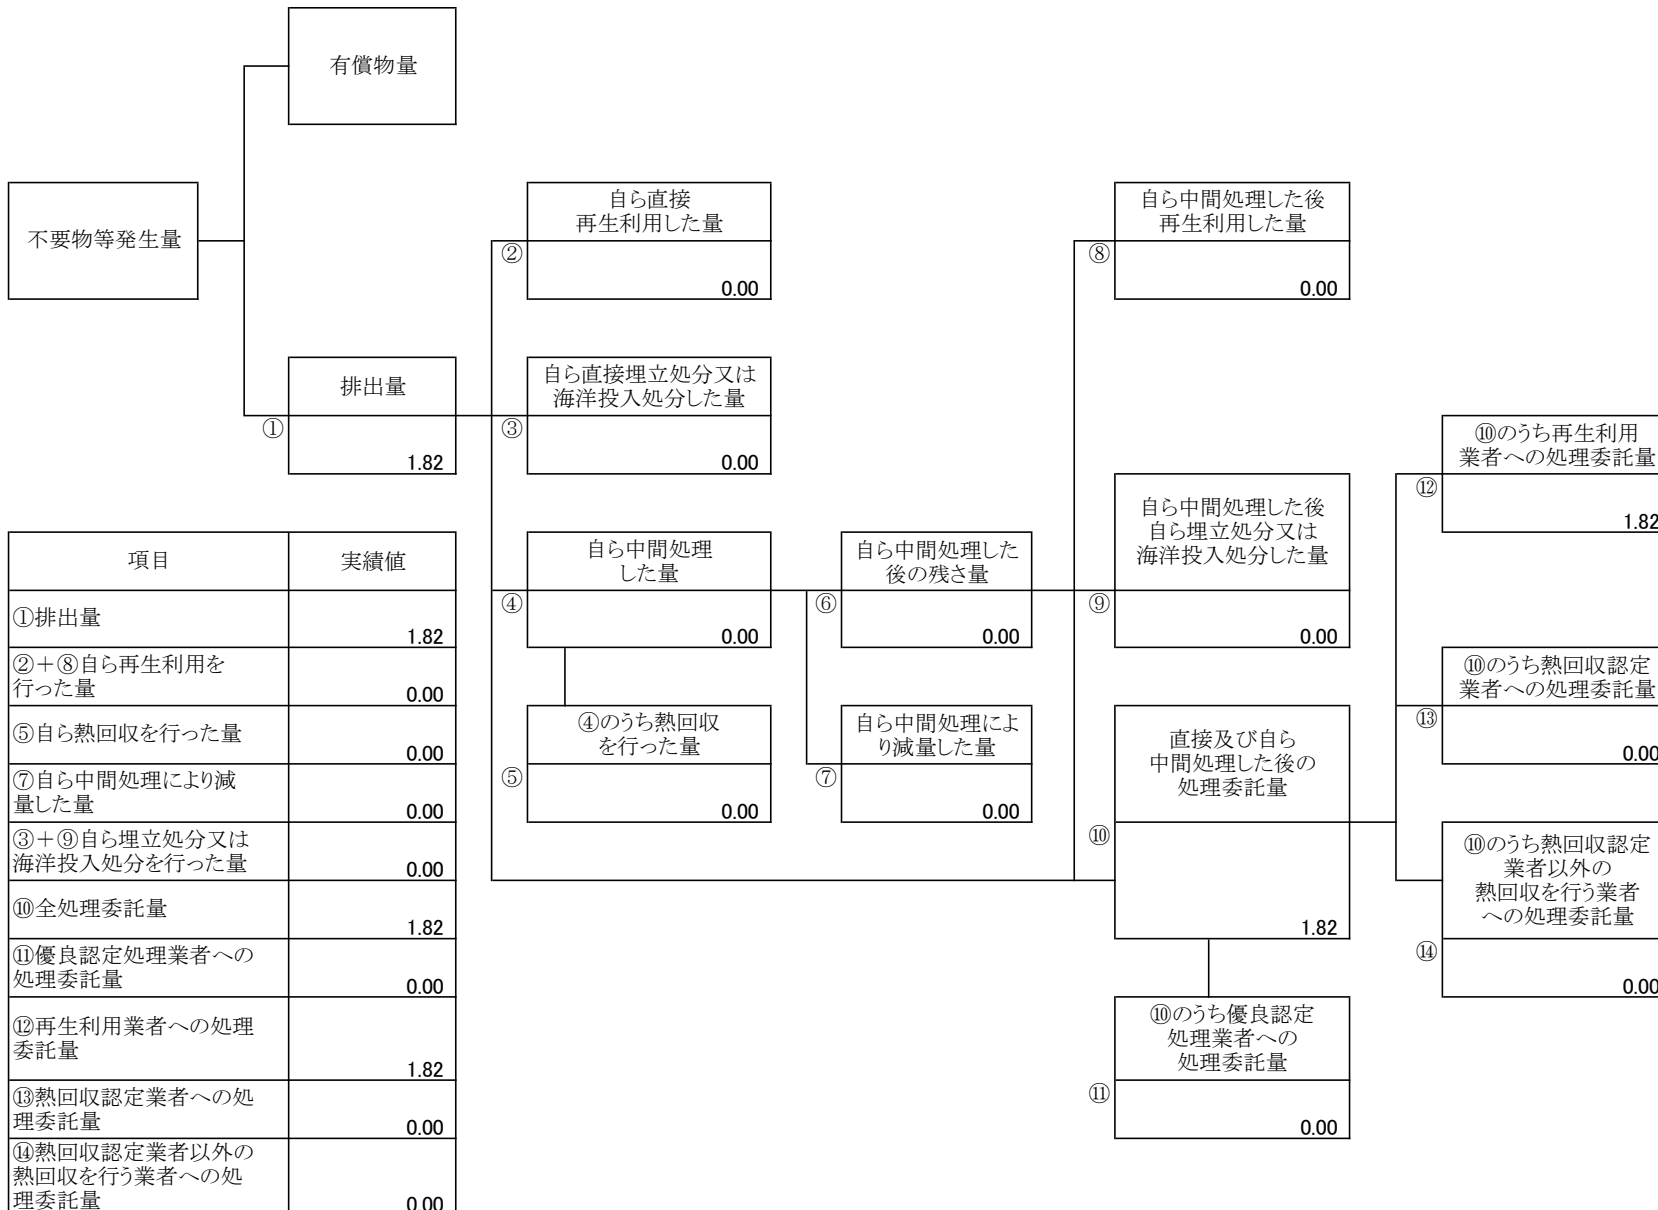 有償物量
不要物等発生量
自ら直接
再生利用した量
②
0.00
自ら中間処理した後
再生利用した量
⑧
0.00
排出量
①
1.82
自ら直接埋立処分又は
海洋投入処分した量
③
0.00
⑩のうち再生利用
業者への処理委託量
⑫
1.82
自ら中間処理
した量
④
0.00
自ら中間処理した
後の残さ量
⑥
0.00
自ら中間処理した後
自ら埋立処分又は
海洋投入処分した量
⑨
0.00
⑩のうち熱回収認定
業者への処理委託量
⑬
0.00
④のうち熱回収
を行った量
⑤
0.00
自ら中間処理によ
り減量した量
⑦
0.00
直接及び自ら
中間処理した後の
処理委託量
⑩
1.82
⑩のうち熱回収認定
業者以外の
熱回収を行う業者
への処理委託量
⑭
0.00
⑩のうち優良認定
処理業者への
処理委託量
⑪
0.00
項目 実績値
①排出量
1.82
②＋⑧自ら再生利用を
行った量 0.00
⑤自ら熱回収を行った量
0.00
⑦自ら中間処理により減
量した量 0.00
③＋⑨自ら埋立処分又は
海洋投入処分を行った量 0.00
⑩全処理委託量
1.82
⑪優良認定処理業者への
処理委託量 0.00
⑫再生利用業者への処理
委託量
1.82
⑬熱回収認定業者への処
理委託量 0.00
⑭熱回収認定業者以外の
熱回収を行う業者への処
理委託量 0.00